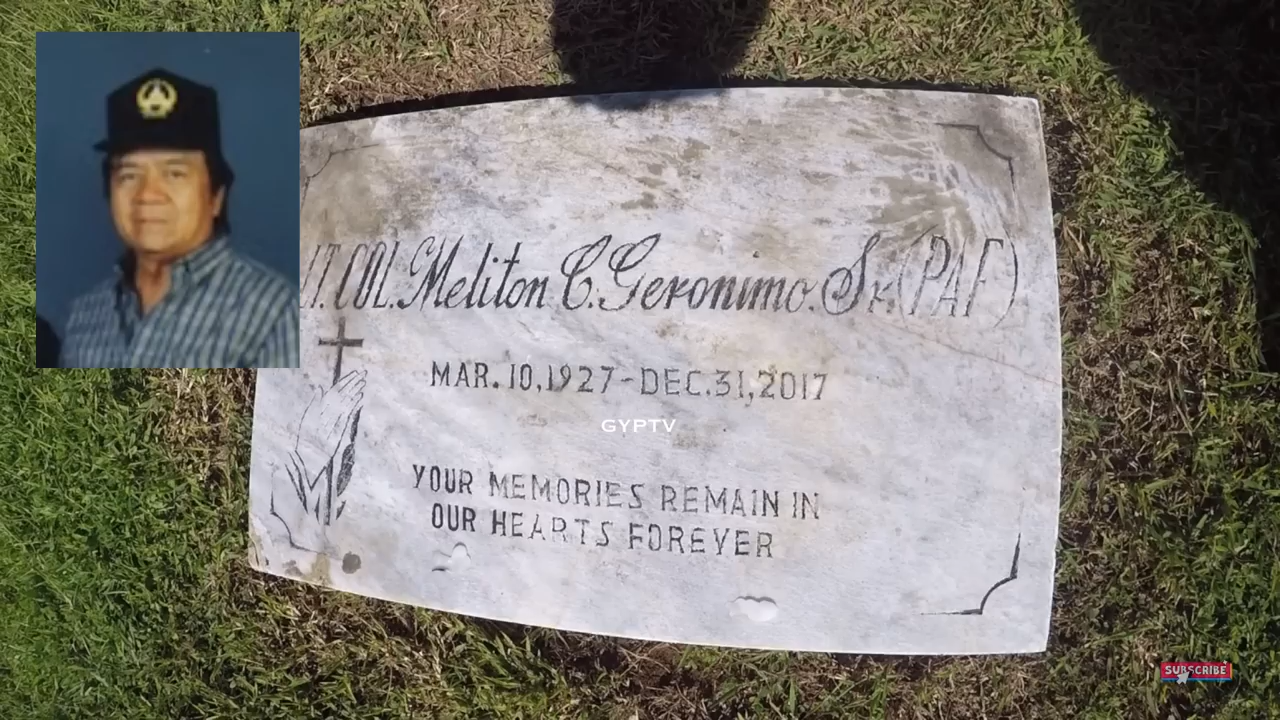 LT. COL. Meliton C. Geronimo. Sr. (PAF)
MAR. 10, 1927 - DEC. 31, 2017
GYPTV
YOUR MEMORIES REMAIN IN
OUR HEARTS FOREVER
SUBSCRIBE